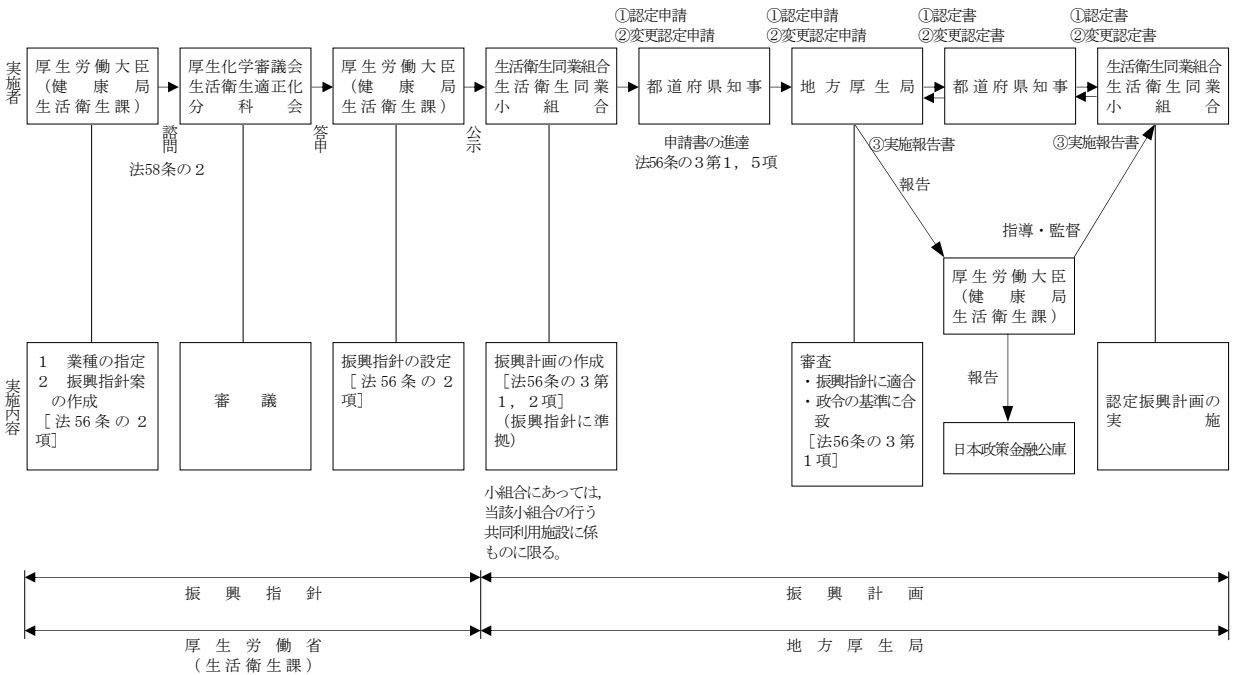 ①認定申請
②変更認定申請
①認定申請
②変更認定申請
①認定書
②変更認定書
①認定書
②変更認定書
実施者
厚生労働大臣
(健康局
生活衛生課)
厚生化学審議会
生活衛生適正化
分科会
厚生労働大臣
(健康局
生活衛生課)
生活衛生同業組合
生活衛生同業
小組合
都道府県知事
地方厚生局
都道府県知事
生活衛生同業組合
生活衛生同業
小組合
諮問
答申
公示
法58条の2
申請書の進達
法56条の3第1,5項
③実施報告書
③実施報告書
報告
指導・監督
厚生労働大臣
(健康局
生活衛生課)
報告
日本政策金融公庫
実施内容
1 業種の指定
2 振興指針案
の作成
[法56条の2
項]
審議
振興指針の設定
[法56条の2
項]
振興計画の作成
[法56条の3第
1,2項]
(振興指針に準
拠)
審査
・振興指針に適合
・政令の基準に合
致
[法56条の3第
1項]
認定振興計画の
実施
小組合にあっては,
当該小組合の行う
共同利用施設に係
ものに限る。
振興指針
振興計画
厚生労働省
(生活衛生課)
地方厚生局